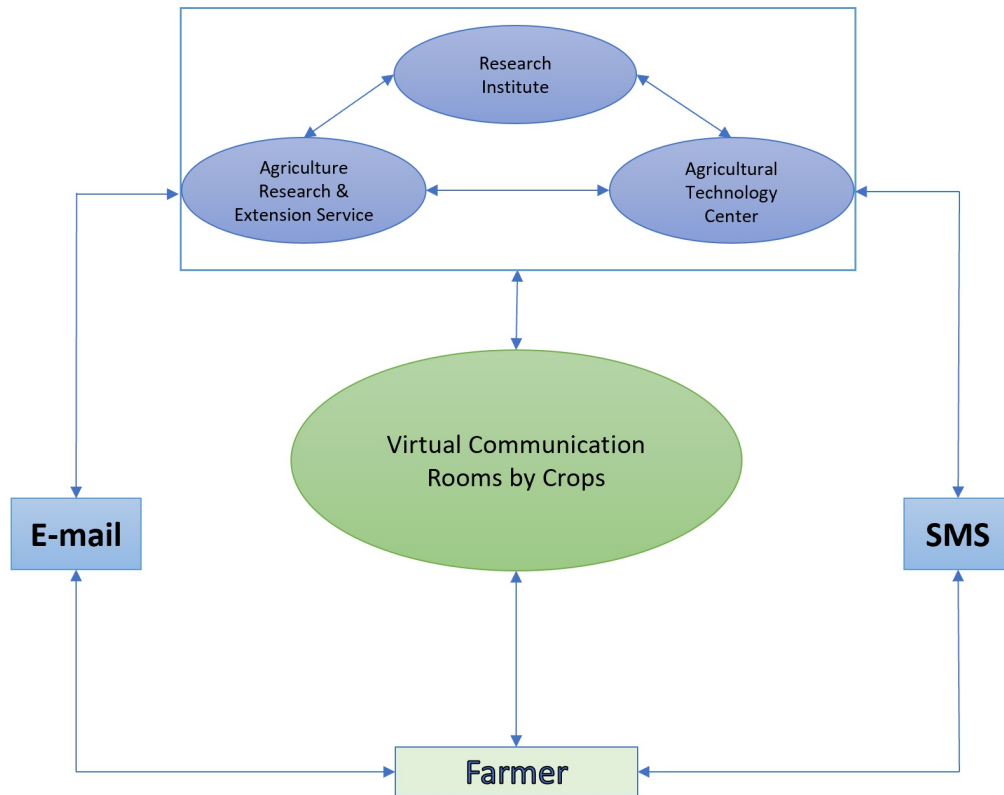 Research
Institute
Agriculture
Research &
Extension Service
Agricultural
Technology
Center
Virtual Communication
Rooms by Crops
E-mail
SMS
Farmer